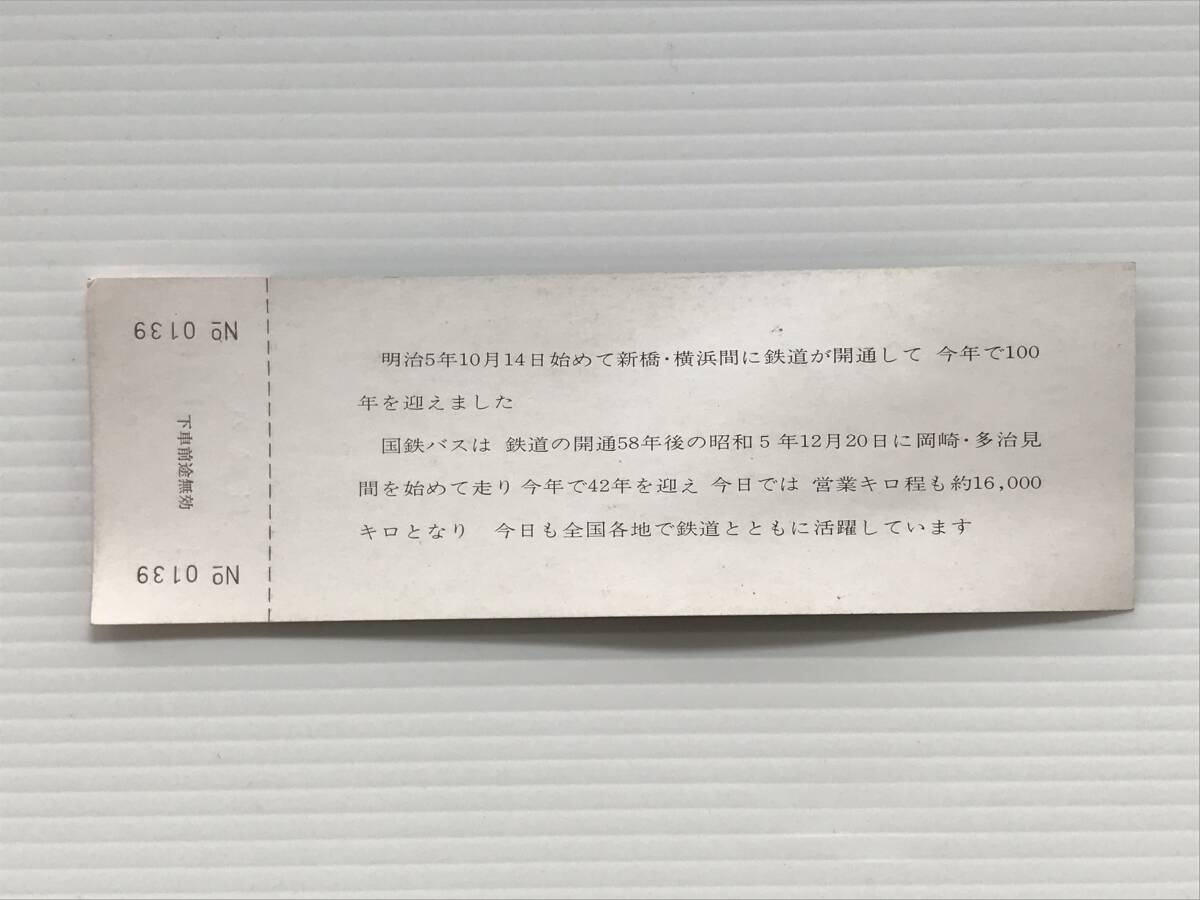 № 0139
下車前途無効
№ 0139
明治5年10月14日始めて新橋・横浜間に鉄道が開通して 今年で100
年を迎えました
国鉄バスは 鉄道の開通58年後の昭和5年12月20日に岡崎・多治見
間を始めて走り 今年で42年を迎え 今日では 営業キロ程も約16,000
キロとなり 今日も全国各地で鉄道とともに活躍しています